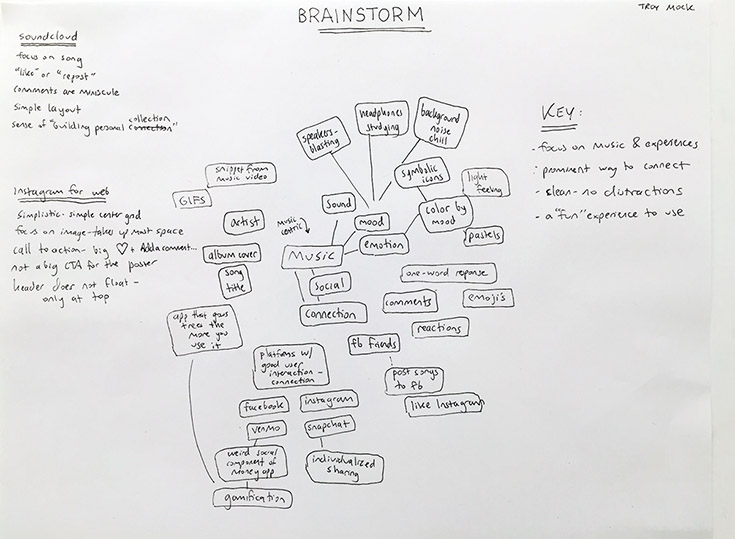 BRAINSTORM
TROY MOCK
Soundcloud
focus on song
"like" or "repost"
comments are minuscule
simple layout
collection
sense of "building personal connection"
Instagram for web
simplistic - simple center grid
focus on image - takes up most space
call to action - big ♡ + Add a comment...
not a big CTA for the poster
header does not float -
only at top
KEY:
- focus on music & experiences
: prominent way to connect
- clean - no distractions
- a "fun" experience to use
speakers -
blasting
headphones
studying
background
noise
chill
symbolic
icons
light
feeling
color by
mood
pastels
sound
mood
emotion
music
centric
MUSIC
snippet from
music video
GIFS
artist
album cover
song
title
social
connection
one-word reponse
comments
emoji's
reactions
fb friends
post songs
to fb
like Instagram
app that grows
trees the
more you
use it
platforms w/
good user
interaction -
connection
facebook
instagram
venmo
snapchat
weird social
component of
money app
individualized
sharing
gamification